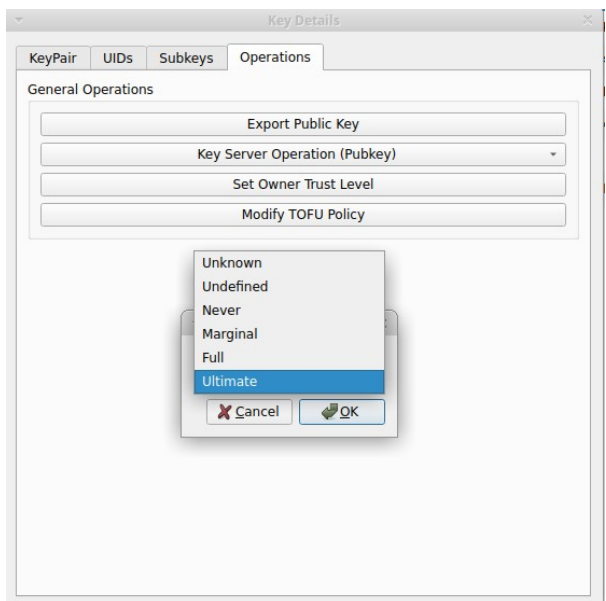 Key Details
KeyPair UIDs Subkeys Operations
General Operations
Export Public Key
Key Server Operation (Pubkey)
Set Owner Trust Level
Modify TOFU Policy
Unknown
Undefined
Never
Marginal
Full
Ultimate
Cancel OK